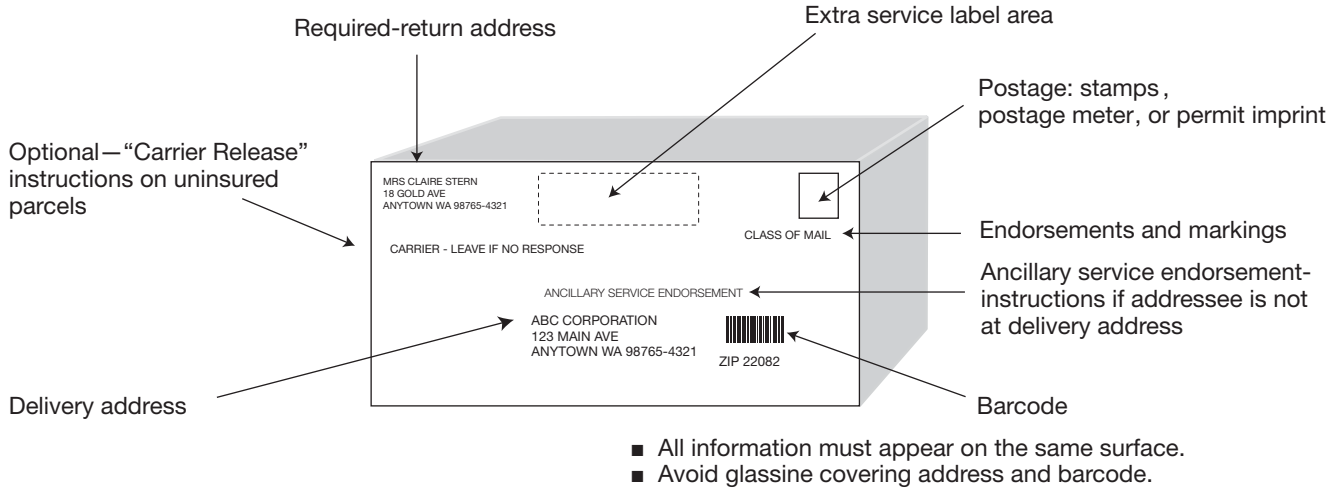 Required-return address
Extra service label area
Postage: stamps,
postage meter, or permit imprint
Optional—“Carrier Release”
instructions on uninsured
parcels
MRS CLAIRE STERN
18 GOLD AVE
ANYTOWN WA 98765-4321
CARRIER - LEAVE IF NO RESPONSE
CLASS OF MAIL
Endorsements and markings
ANCILLARY SERVICE ENDORSEMENT
Ancillary service endorsement-
instructions if addressee is not
at delivery address
ABC CORPORATION
123 MAIN AVE
ANYTOWN WA 98765-4321
ZIP 22082
Delivery address
Barcode
■ All information must appear on the same surface.
■ Avoid glassine covering address and barcode.